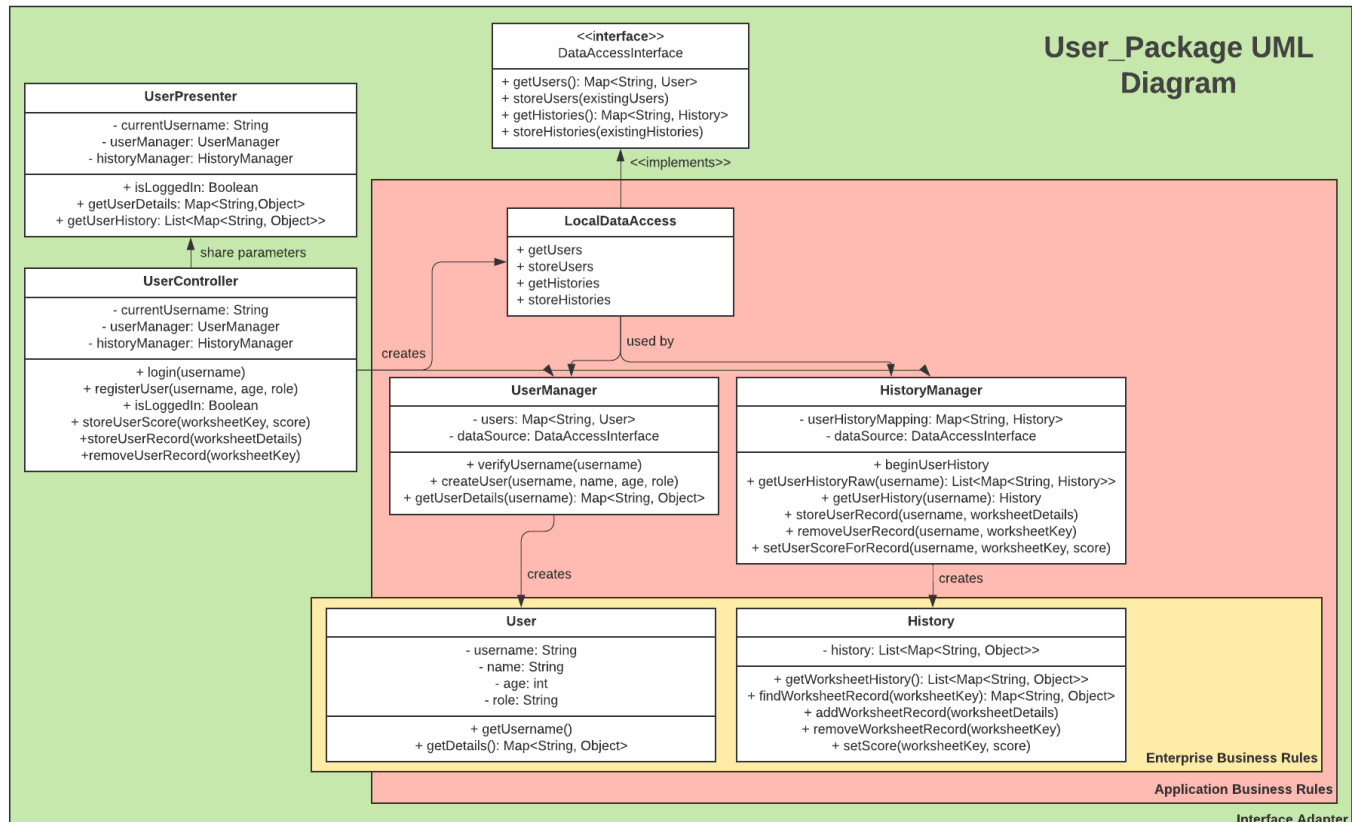 User_Package UML
Diagram
<<interface>>
DataAccessInterface
+ getUsers(): Map<String, User>
+ storeUsers(existingUsers)
+ getHistories(): Map<String, History>
+ storeHistories(existingHistories)
<<implements>>
UserPresenter
- currentUsername: String
- userManager: UserManager
- historyManager: HistoryManager
+ isLoggedIn: Boolean
+ getUserDetails: Map<String,Object>
+ getUserHistory: List<Map<String, Object>>
share parameters
UserController
- currentUsername: String
- userManager: UserManager
- historyManager: HistoryManager
+ login(username)
+ registerUser(username, age, role)
+ isLoggedIn: Boolean
+ storeUserScore(worksheetKey, score)
+storeUserRecord(worksheetDetails)
+removeUserRecord(worksheetKey)
creates
LocalDataAccess
+ getUsers
+ storeUsers
+ getHistories
+ storeHistories
used by
UserManager
- users: Map<String, User>
- dataSource: DataAccessInterface
+ verifyUsername(username)
+ createUser(username, name, age, role)
+ getUserDetails(username): Map<String, Object>
HistoryManager
- userHistoryMapping: Map<String, History>
- dataSource: DataAccessInterface
+ beginUserHistory
+ getUserHistoryRaw(username): List<Map<String, History>>
+ getUserHistory(username): History
+ storeUserRecord(username, worksheetDetails)
+ removeUserRecord(username, worksheetKey)
+ setUserScoreForRecord(username, worksheetKey, score)
creates
creates
User
- username: String
- name: String
- age: int
- role: String
+ getUsername()
+ getDetails(): Map<String, Object>
History
- history: List<Map<String, Object>>
+ getWorksheetHistory(): List<Map<String, Object>>
+ findWorksheetRecord(worksheetKey): Map<String, Object>
+ addWorksheetRecord(worksheetDetails)
+ removeWorksheetRecord(worksheetKey)
+ setScore(worksheetKey, score)
Enterprise Business Rules
Application Business Rules
Interface Adapter